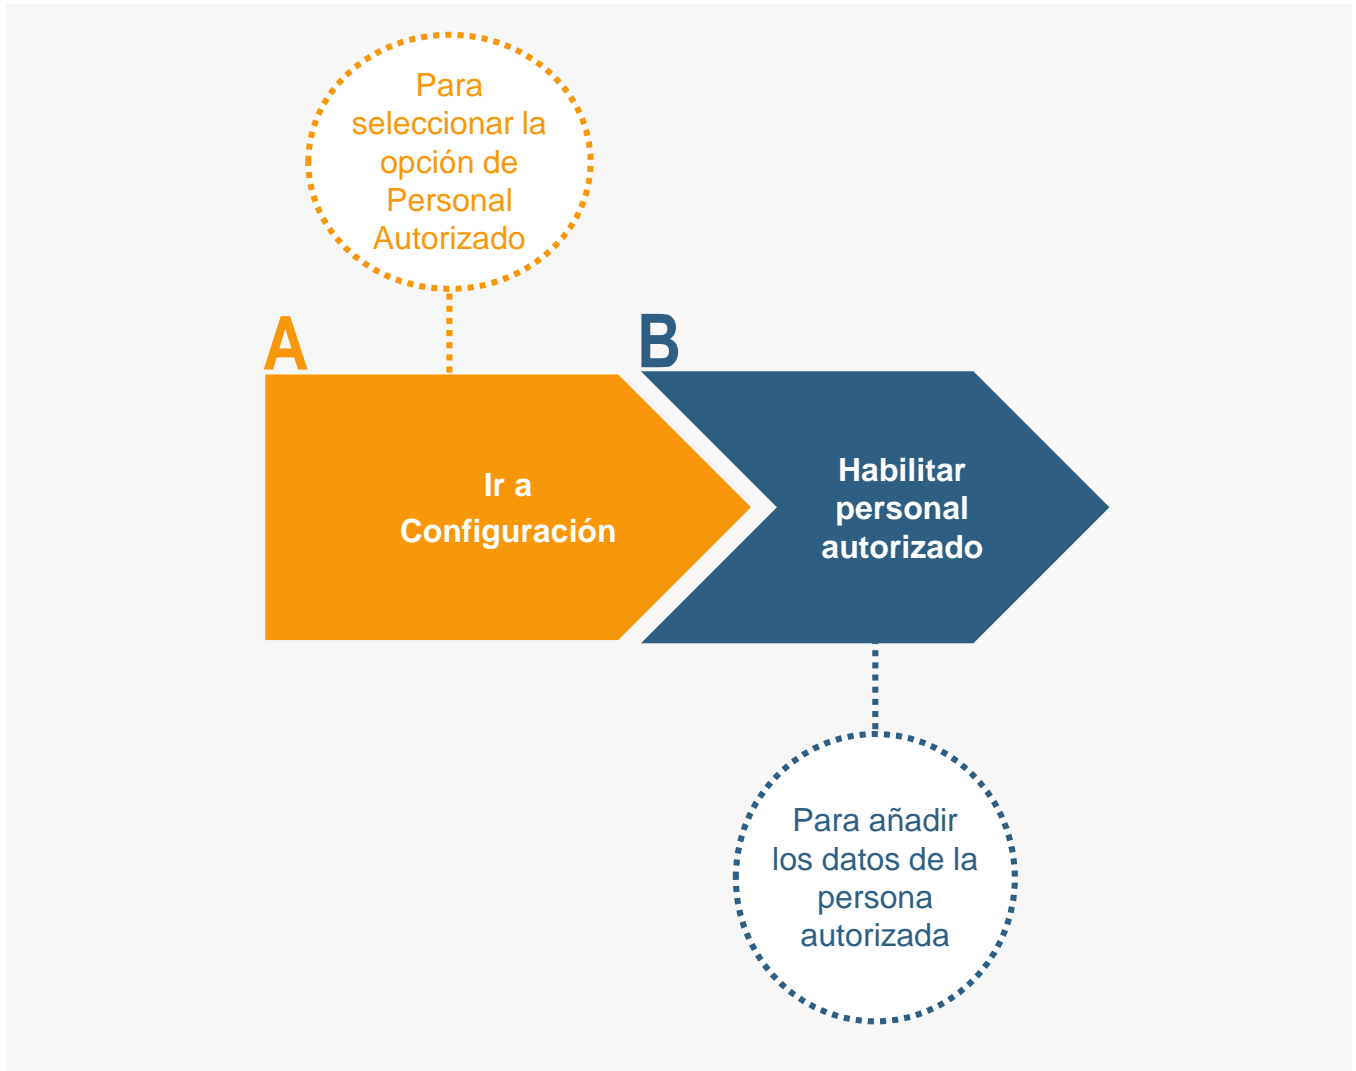 Para
seleccionar la
opción de
Personal
Autorizado
A
Ir a
Configuración
B
Habilitar
personal
autorizado
Para añadir
los datos de la
persona
autorizada